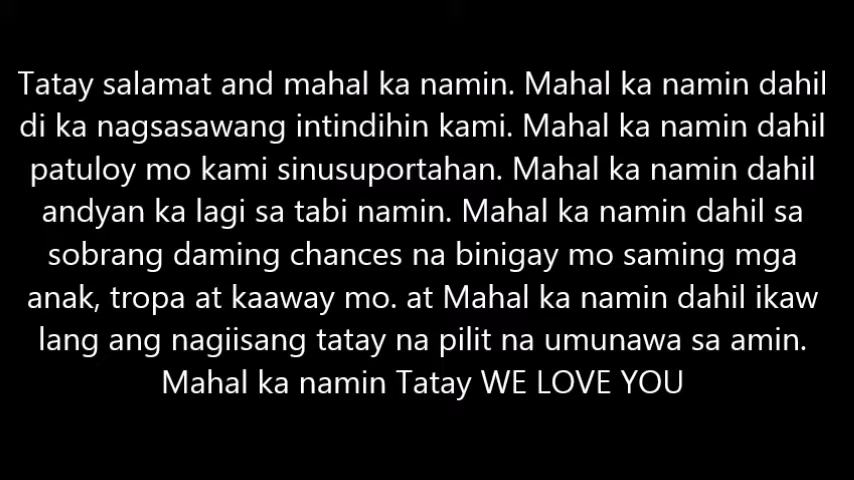 Tatay salamat and mahal ka namin. Mahal ka namin dahil
di ka nagsasawang intindihin kami. Mahal ka namin dahil
patuloy mo kami sinusuportahan. Mahal ka namin dahil
andyan ka lagi sa tabi namin. Mahal ka namin dahil sa
sobrang daming chances na binigay mo saming mga
anak, tropa at kaaway mo. at Mahal ka namin dahil ikaw
lang ang nagiisang tatay na pilit na umunawa sa amin.
Mahal ka namin Tatay WE LOVE YOU